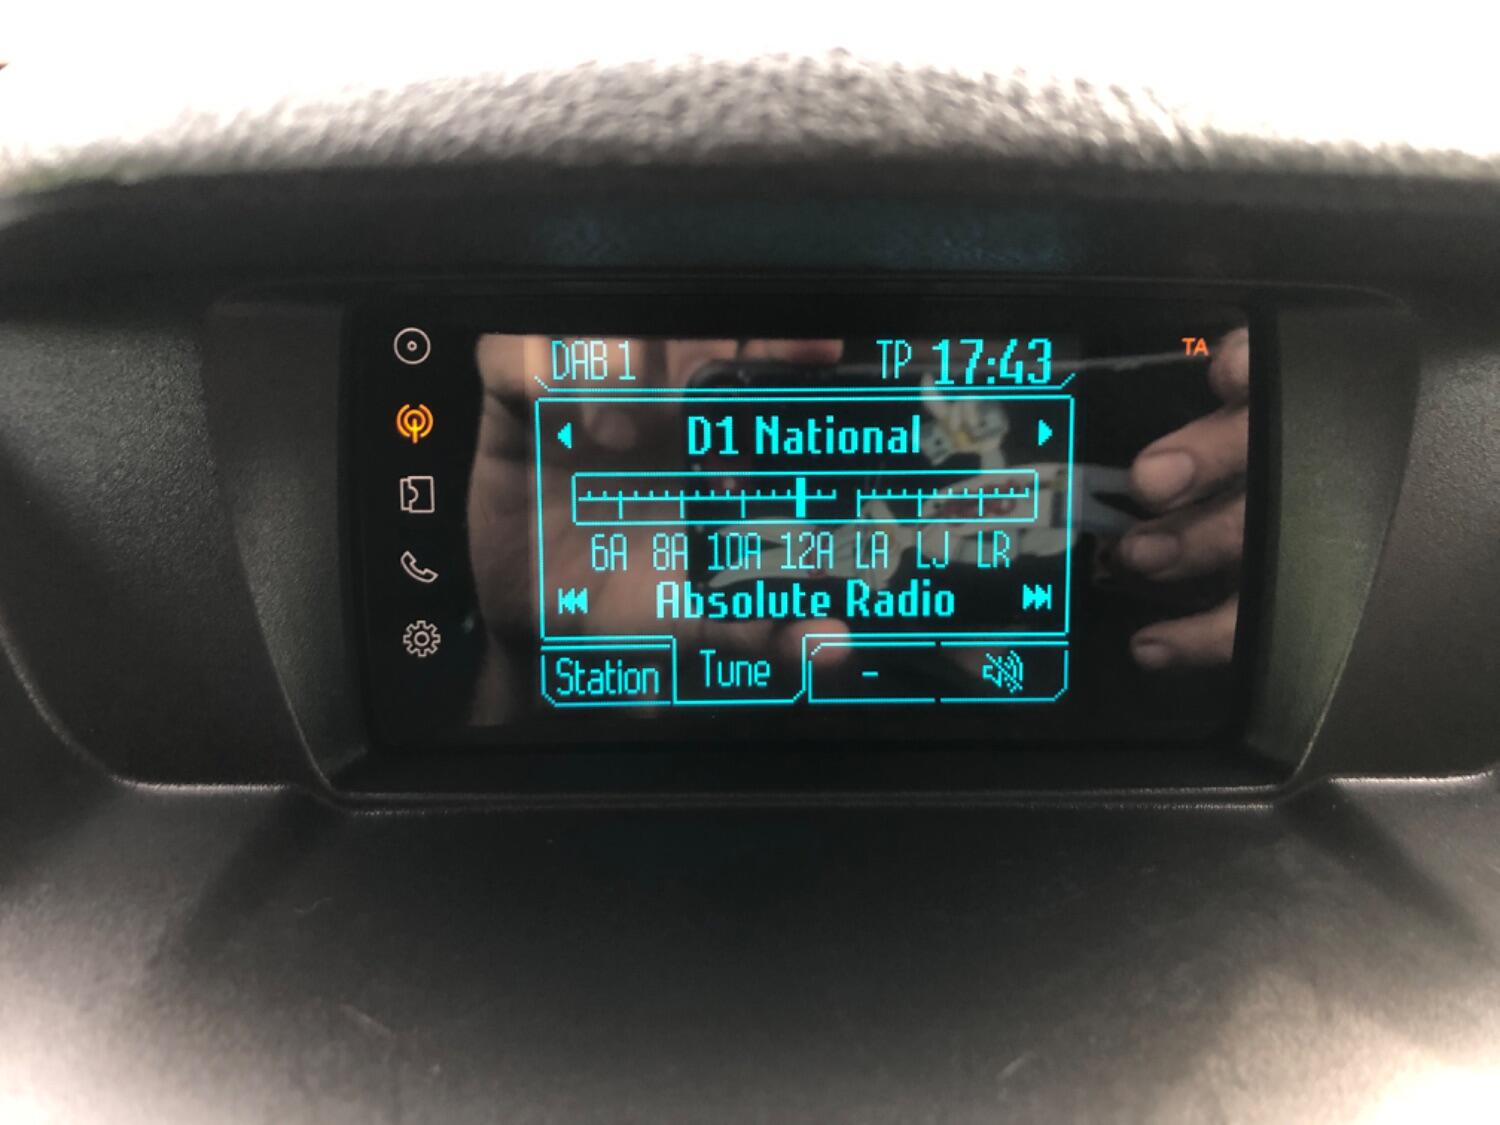 DAB 1 TP 17:43 TA
D1 National
6A 8A 10A 12A LA LJ LR
Absolute Radio
Station Tune -